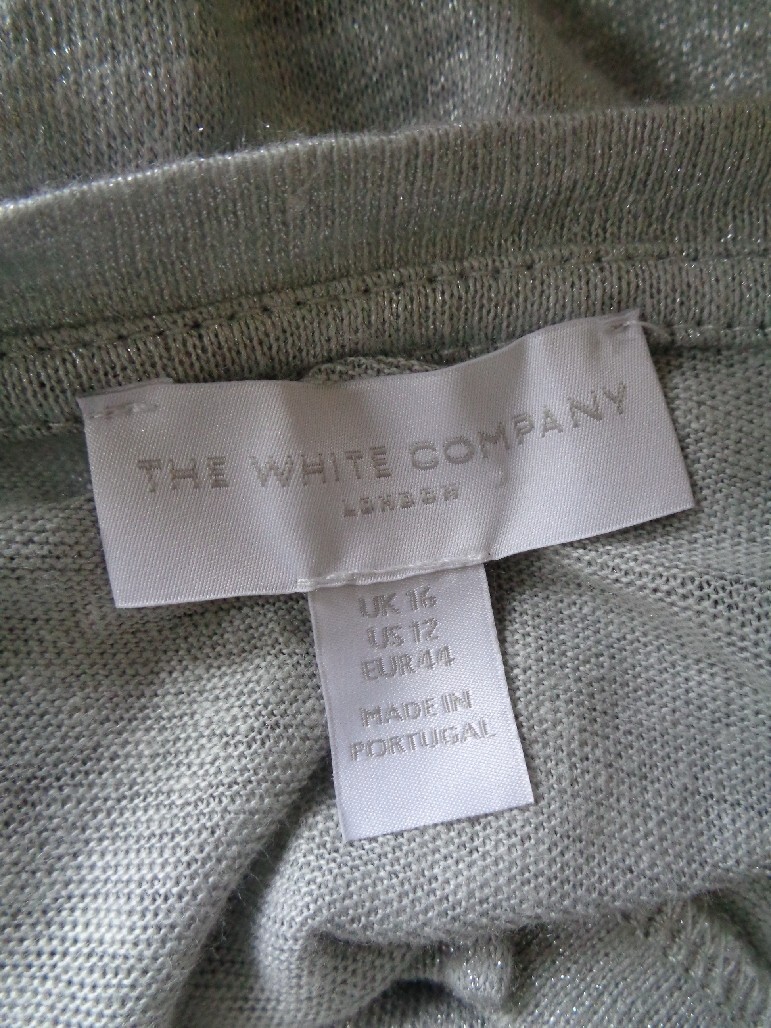 THE WHITE COMPANY
LONDON
UK 16
US 12
EUR 44
MADE IN
PORTUGAL